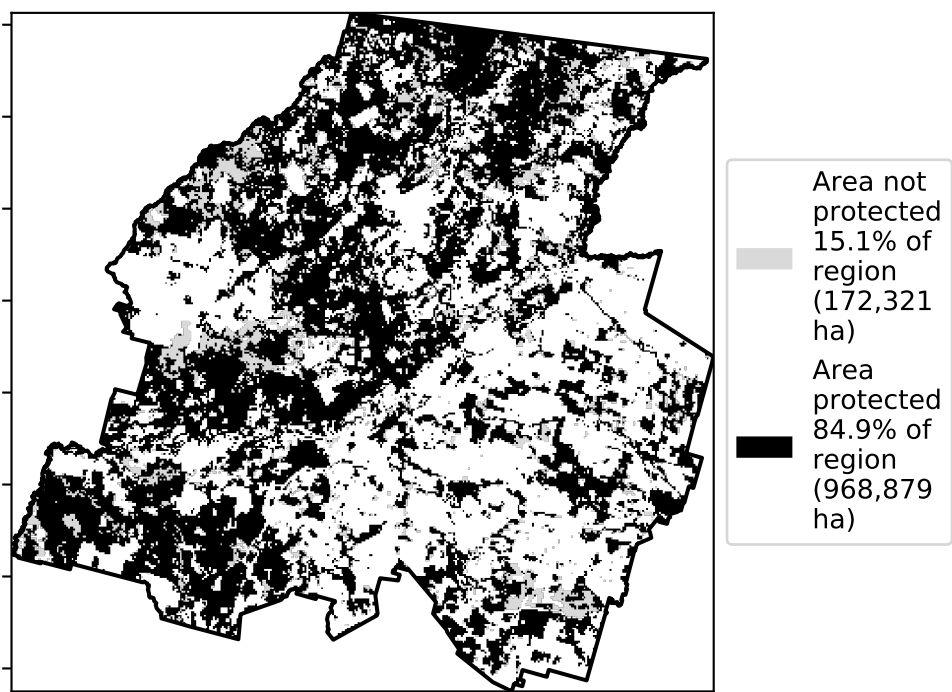 Area not
protected
15.1% of
region
(172,321
ha)
Area
protected
84.9% of
region
(968,879
ha)